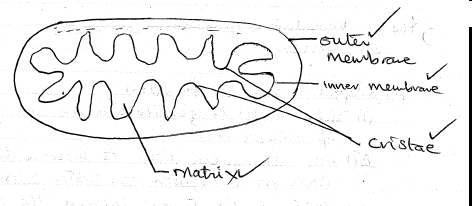 outer
membrane
inner membrane
cristae
matrix